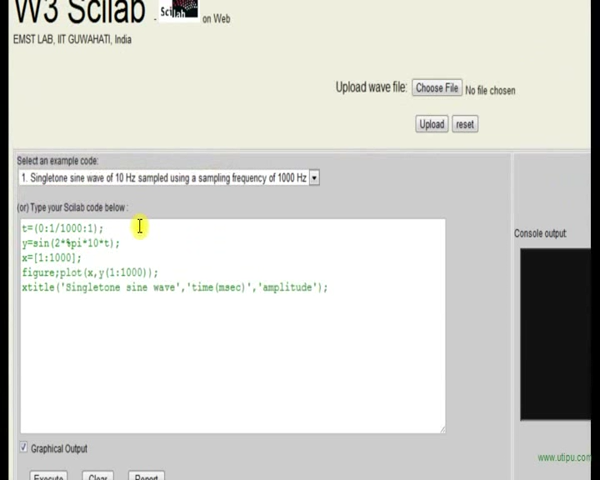 W3 Scilab - Scilab on Web
EMST LAB, IIT GUWAHATI, India
Upload wave file: Choose File No file chosen
Upload reset
Select an example code:
1. Singletone sine wave of 10 Hz sampled using a sampling frequency of 1000 Hz
(or) Type your Scilab code below :
t=(0:1/1000:1);
y=sin(2*%pi*10*t);
x=[1:1000];
figure;plot(x,y(1:1000));
xtitle('Singletone sine wave','time(msec)','amplitude');
Console output:
Graphical Output
www.utipu.com
Execute Clear Report